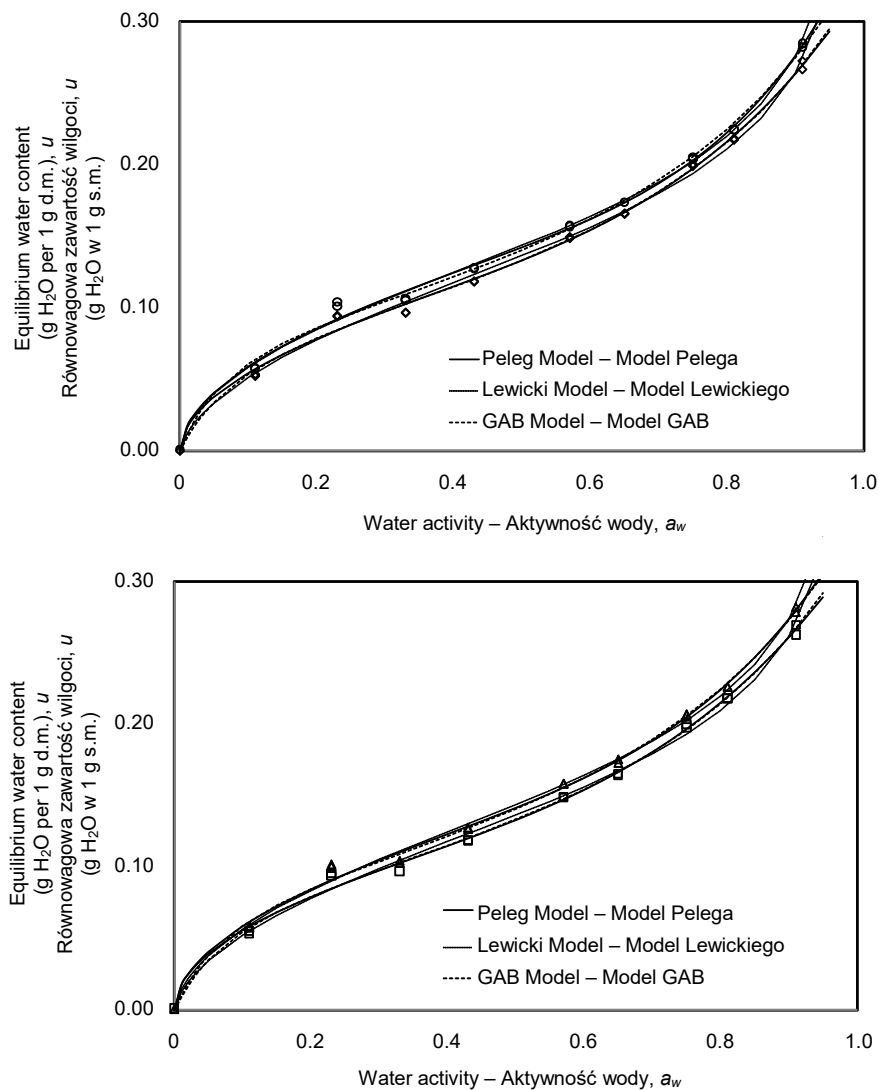 Equilibrium water content
(g H₂O per 1 g d.m.), u
Równowagowa zawartość wilgoci, u
(g H₂O w 1 g s.m.)
0.30
0.20
0.10
0.00
Peleg Model – Model Pelega
Lewicki Model – Model Lewickiego
GAB Model – Model GAB
0 0.2 0.4 0.6 0.8 1.0
Water activity – Aktywność wody, aw
Equilibrium water content
(g H₂O per 1 g d.m.), u
Równowagowa zawartość wilgoci, u
(g H₂O w 1 g s.m.)
0.30
0.20
0.10
0.00
Peleg Model – Model Pelega
Lewicki Model – Model Lewickiego
GAB Model – Model GAB
0 0.2 0.4 0.6 0.8 1.0
Water activity – Aktywność wody, aw